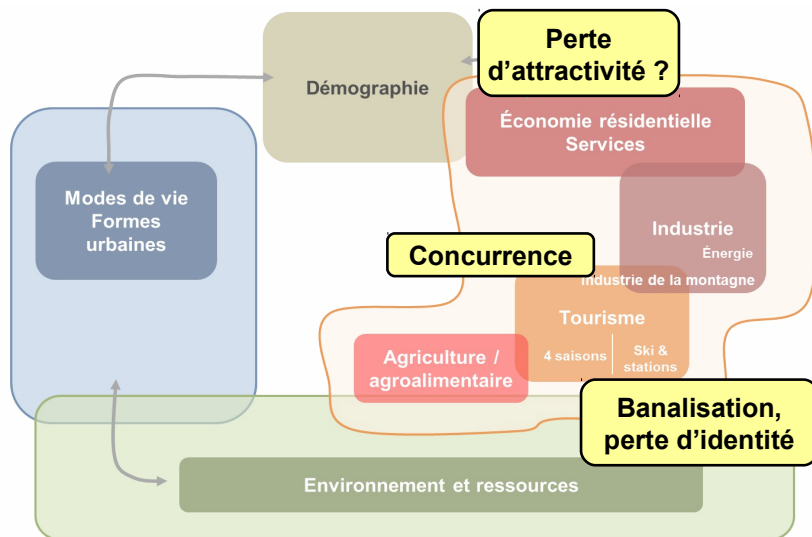 Perte
d'attractivité ?
Démographie
Économie résidentielle
Services
Modes de vie
Formes
urbaines
Industrie
Énergie
Concurrence
Industrie de la montagne
Tourisme
4 saisons
Ski &
stations
Agriculture /
agroalimentaire
Banalisation,
perte d'identité
Environnement et ressources